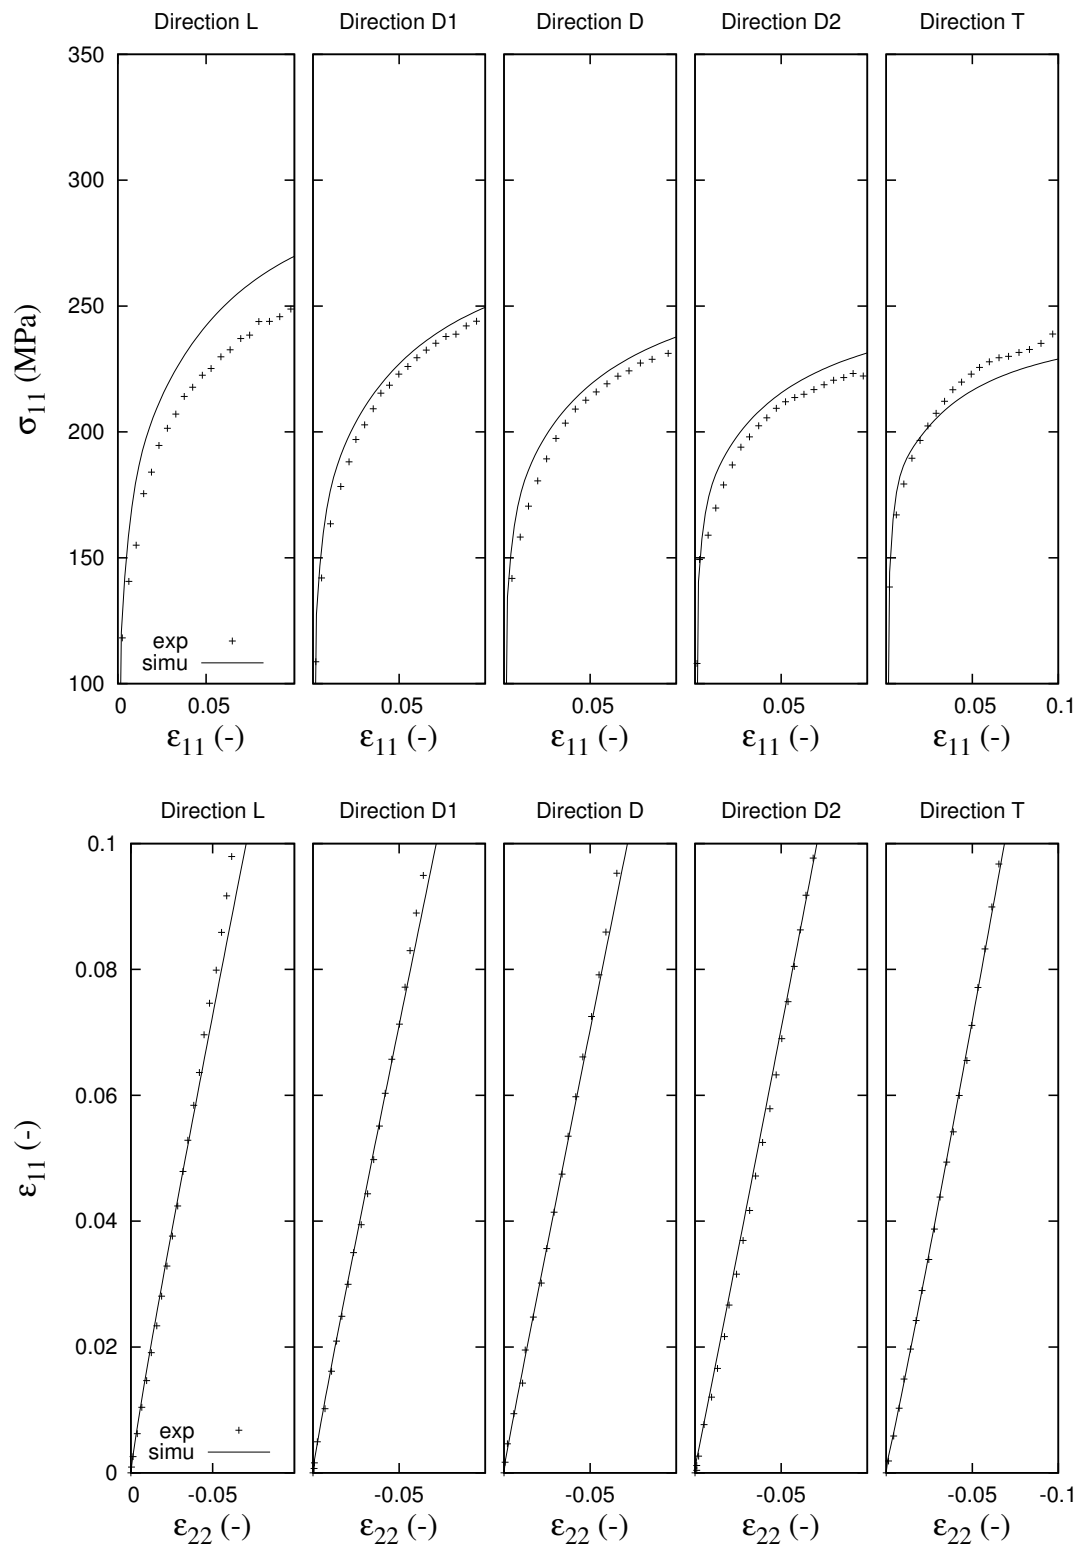 Direction L Direction D1 Direction D Direction D2 Direction T
350
300
250
200
150
100
σ11 (MPa)
exp
simu
0 0.05 0.05 0.05 0.05 0.05 0.1
ε11 (-) ε11 (-) ε11 (-) ε11 (-) ε11 (-)
Direction L Direction D1 Direction D Direction D2 Direction T
0.1
0.08
0.06
0.04
0.02
0
ε11 (-)
exp
simu
0 -0.05 -0.05 -0.05 -0.05 -0.05 -0.1
ε22 (-) ε22 (-) ε22 (-) ε22 (-) ε22 (-)